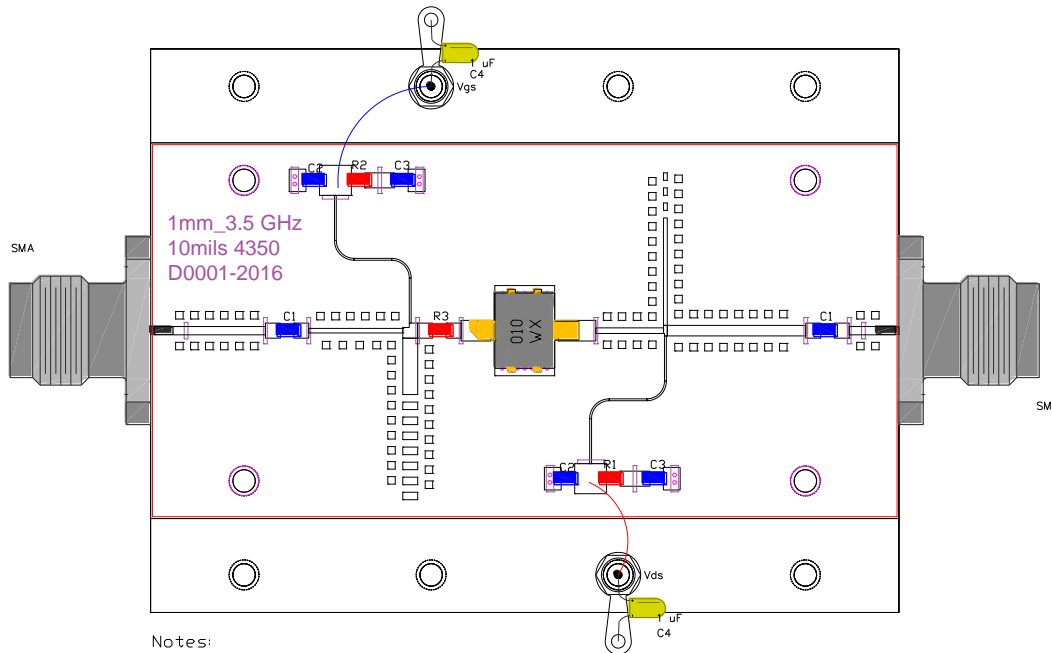 1 uF
C4
Vgs
C2 R2 C3
1mm_3.5 GHz
10mils 4350
D0001-2016
SMA
C1 R3 010 WX C1
SM
C2 R1 C3
Vds
1 uF
C4
Notes: